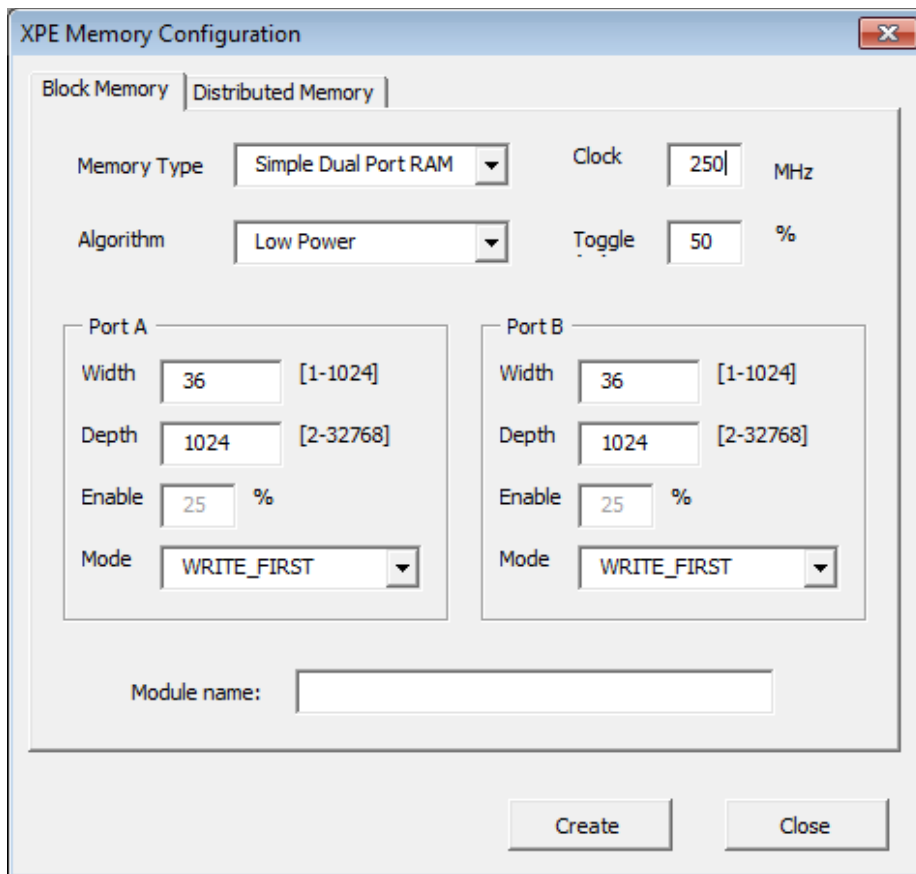 XPE Memory Configuration
Block Memory Distributed Memory
Memory Type Simple Dual Port RAM Clock 250 MHz
Algorithm Low Power Toggle 50 %
Port A
Width 36 [1-1024]
Depth 1024 [2-32768]
Enable 25 %
Mode WRITE_FIRST
Port B
Width 36 [1-1024]
Depth 1024 [2-32768]
Enable 25 %
Mode WRITE_FIRST
Module name:
Create Close